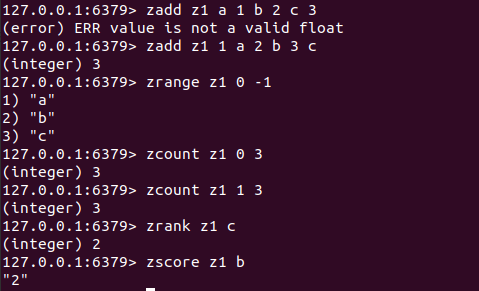 127.0.0.1:6379> zadd z1 a 1 b 2 c 3
(error) ERR value is not a valid float
127.0.0.1:6379> zadd z1 1 a 2 b 3 c
(integer) 3
127.0.0.1:6379> zrange z1 0 -1
1) "a"
2) "b"
3) "c"
127.0.0.1:6379> zcount z1 0 3
(integer) 3
127.0.0.1:6379> zcount z1 1 3
(integer) 3
127.0.0.1:6379> zrank z1 c
(integer) 2
127.0.0.1:6379> zscore z1 b
"2"